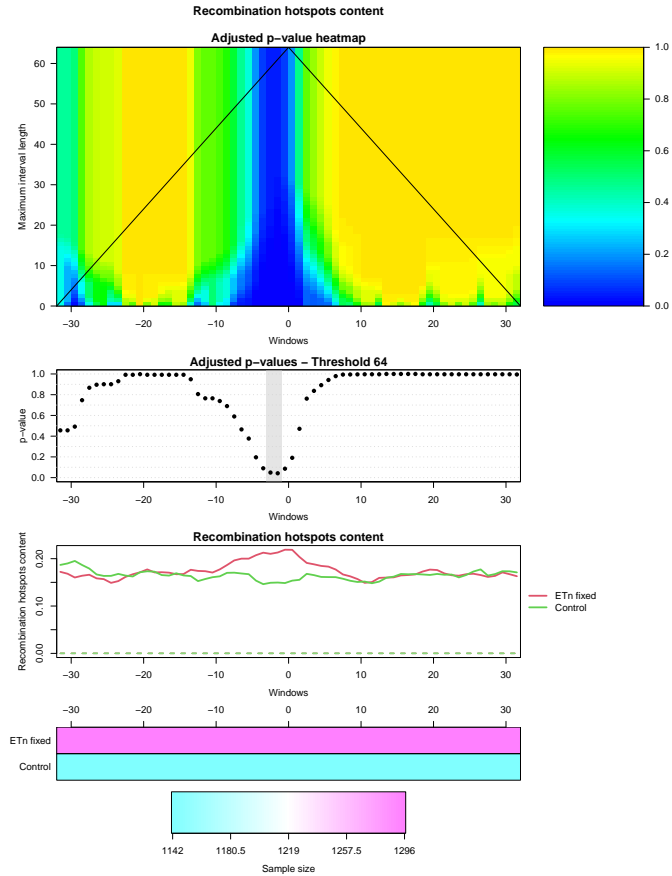 Recombination hotspots content
Adjusted p−value heatmap
Maximum interval length
0
10
20
30
40
50
60
−30 −20 −10 0 10 20 30
Windows
1.0
0.8
0.6
0.4
0.2
0.0
Adjusted p−values − Threshold 64
p−value
1.0
0.8
0.6
0.4
0.2
0.0
−30 −20 −10 0 10 20 30
Windows
Recombination hotspots content
Recombination hotspots content
0.20
0.10
0.00
ETn fixed
Control
−30 −20 −10 0 10 20 30
Windows
−30 −20 −10 0 10 20 30
ETn fixed
Control
1142 1180.5 1219 1257.5 1296
Sample size